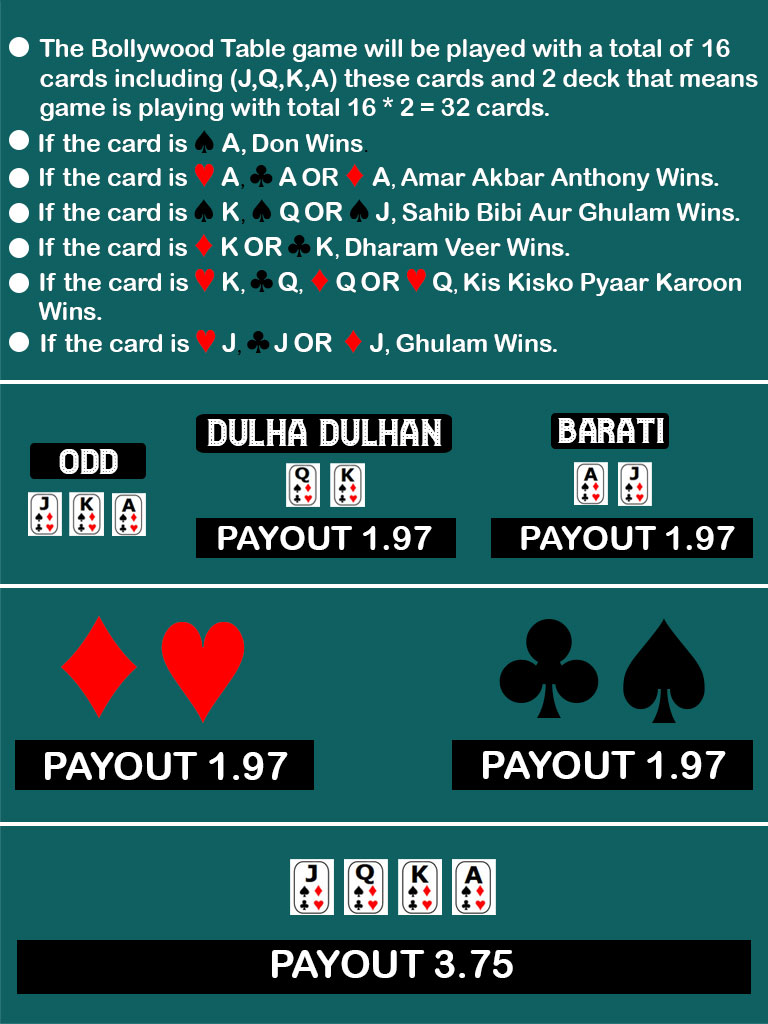 The Bollywood Table game will be played with a total of 16
cards including (J,Q,K,A) these cards and 2 deck that means
game is playing with total 16 * 2 = 32 cards.
If the card is ♠ A, Don Wins.
If the card is ♥ A, ♣ A OR ♦ A, Amar Akbar Anthony Wins.
If the card is ♠ K, ♠ Q OR ♠ J, Sahib Bibi Aur Ghulam Wins.
If the card is ♦ K OR ♣ K, Dharam Veer Wins.
If the card is ♥ K, ♣ Q, ♦ Q OR ♥ Q, Kis Kisko Pyaar Karoon
Wins.
If the card is ♥ J, ♣ J OR ♦ J, Ghulam Wins.
ODD
J K A
DULHA DULHAN
Q K
PAYOUT 1.97
BARATI
A J
PAYOUT 1.97
PAYOUT 1.97
PAYOUT 1.97
J Q K A
PAYOUT 3.75